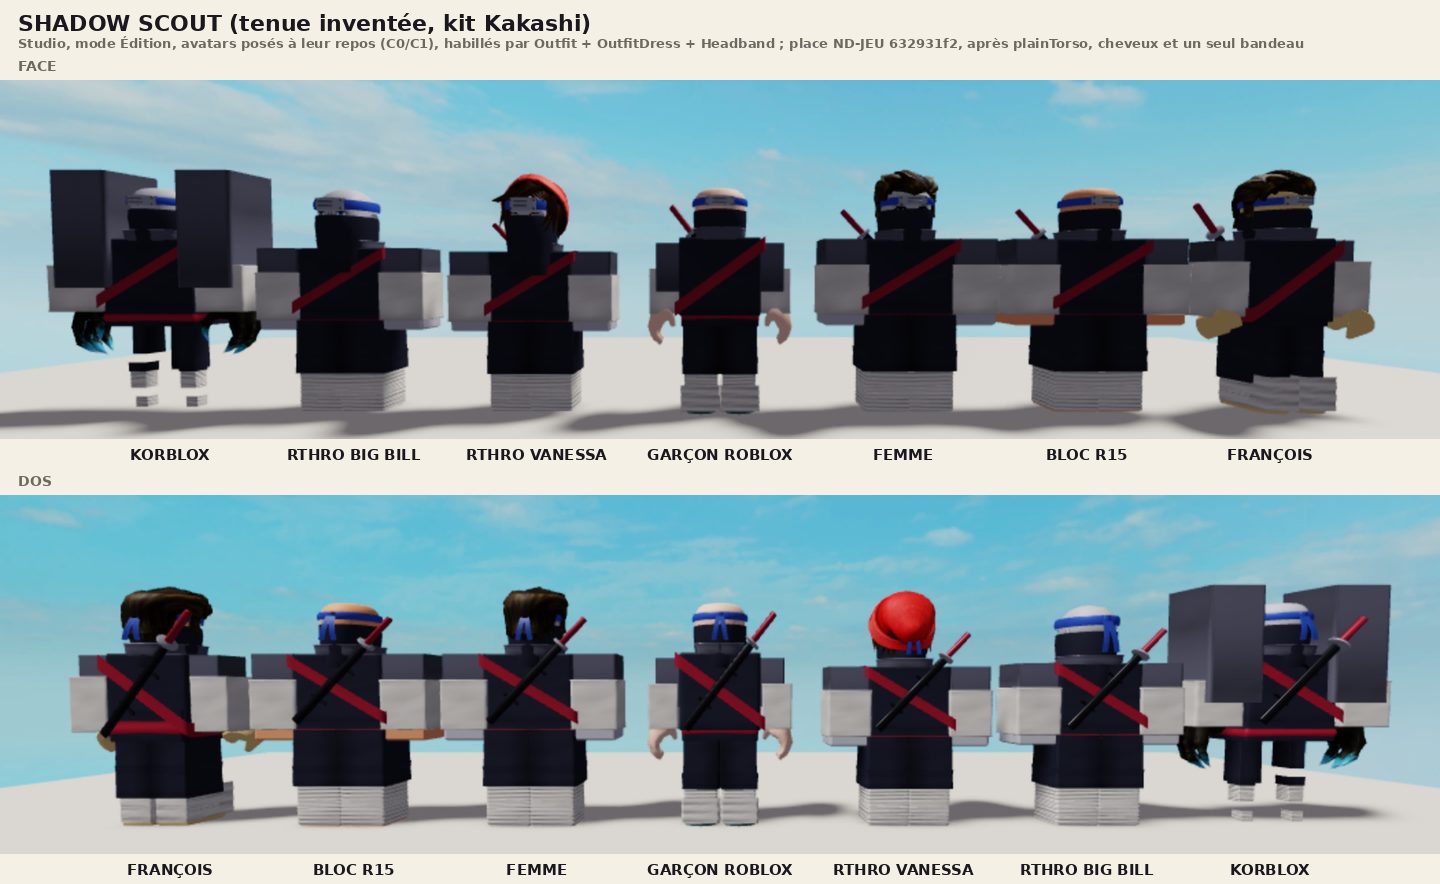 SHADOW SCOUT (tenue inventée, kit Kakashi)
Studio, mode Édition, avatars posés à leur repos (C0/C1), habillés par Outfit + OutfitDress + Headband ; place ND-JEU 632931f2, après plainTorso, cheveux et un seul bandeau
FACE
KORBLOX RTHRO BIG BILL RTHRO VANESSA GARÇON ROBLOX FEMME BLOC R15 FRANÇOIS
DOS
FRANÇOIS BLOC R15 FEMME GARÇON ROBLOX RTHRO VANESSA RTHRO BIG BILL KORBLOX